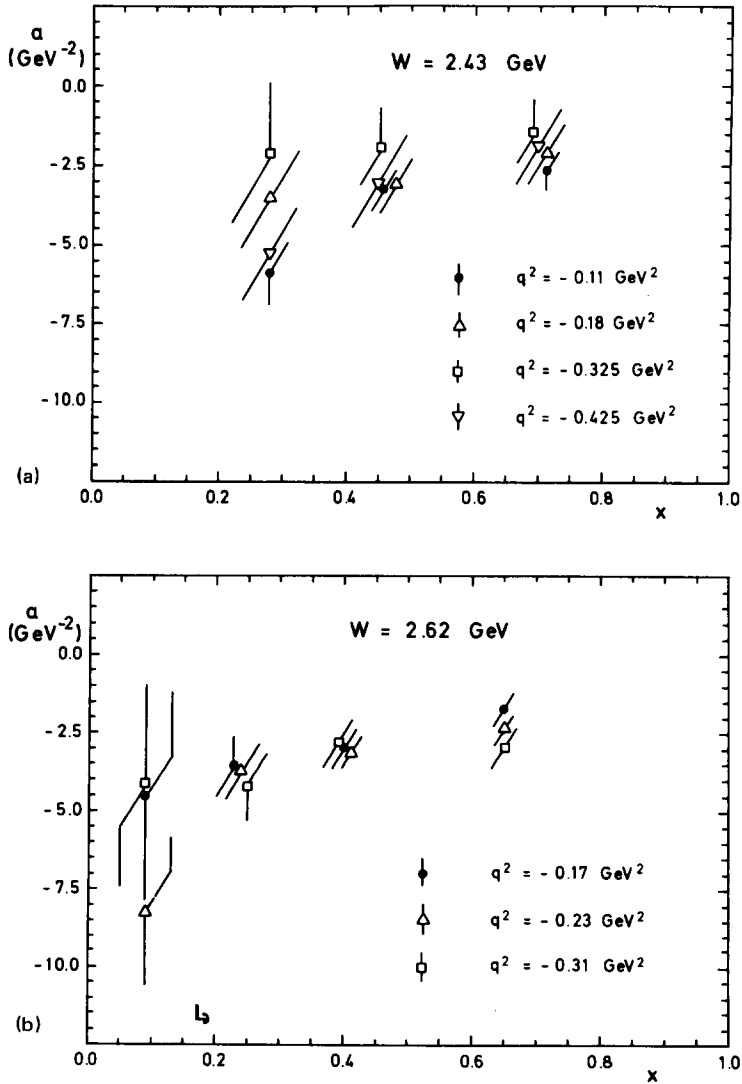 a
(GeV⁻²)
W = 2.43 GeV
0.0
-2.5
-5.0
-7.5
-10.0
q² = -0.11 GeV²
q² = -0.18 GeV²
q² = -0.325 GeV²
q² = -0.425 GeV²
(a)
0.0 0.2 0.4 0.6 0.8 1.0
x
a
(GeV⁻²)
W = 2.62 GeV
0.0
-2.5
-5.0
-7.5
-10.0
q² = -0.17 GeV²
q² = -0.23 GeV²
q² = -0.31 GeV²
(b)
0.0 0.2 0.4 0.6 0.8 1.0
x